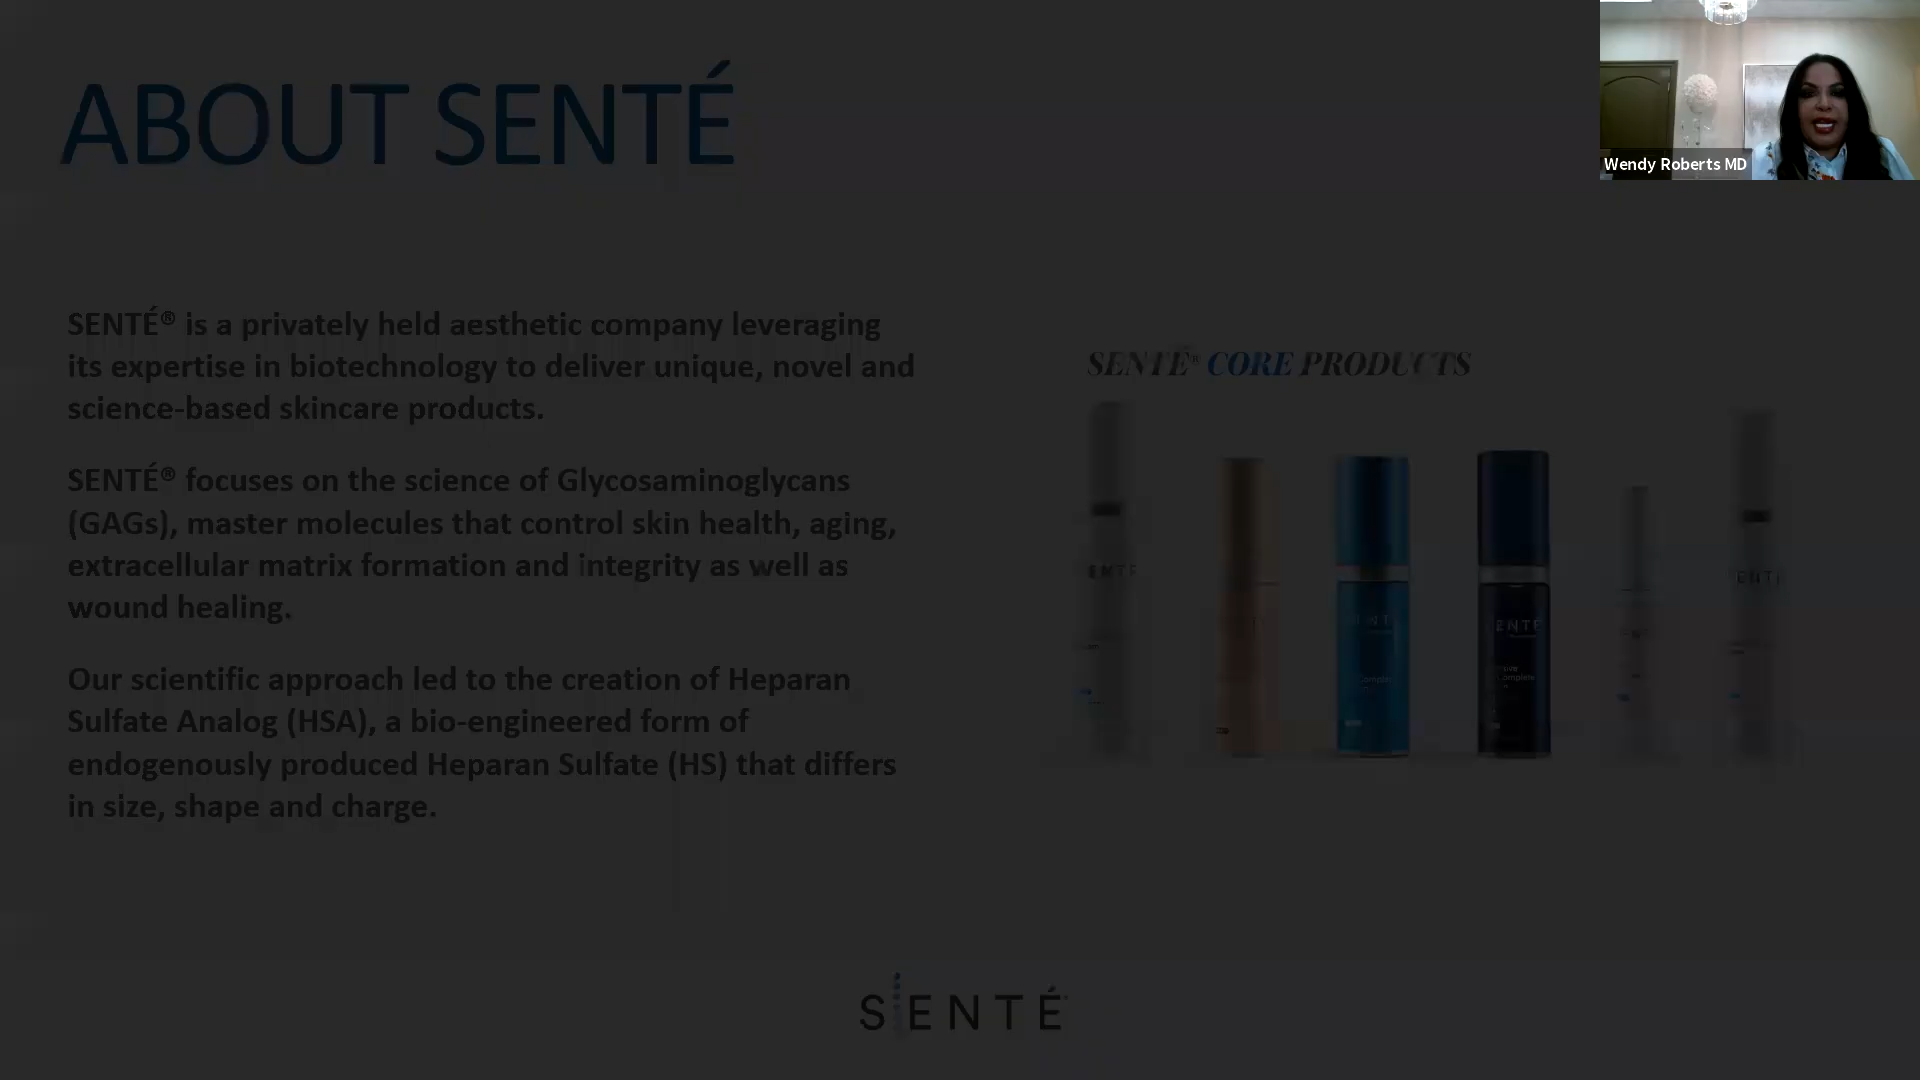 ABOUT SENTÉ
Wendy Roberts MD
SENTÉ® is a privately held aesthetic company leveraging
its expertise in biotechnology to deliver unique, novel and
science-based skincare products.
SENTÉ® focuses on the science of Glycosaminoglycans
(GAGs), master molecules that control skin health, aging,
extracellular matrix formation and integrity as well as
wound healing.
Our scientific approach led to the creation of Heparan
Sulfate Analog (HSA), a bio-engineered form of
endogenously produced Heparan Sulfate (HS) that differs
in size, shape and charge.
SENTÉ® CORE PRODUCTS
SENTÉ